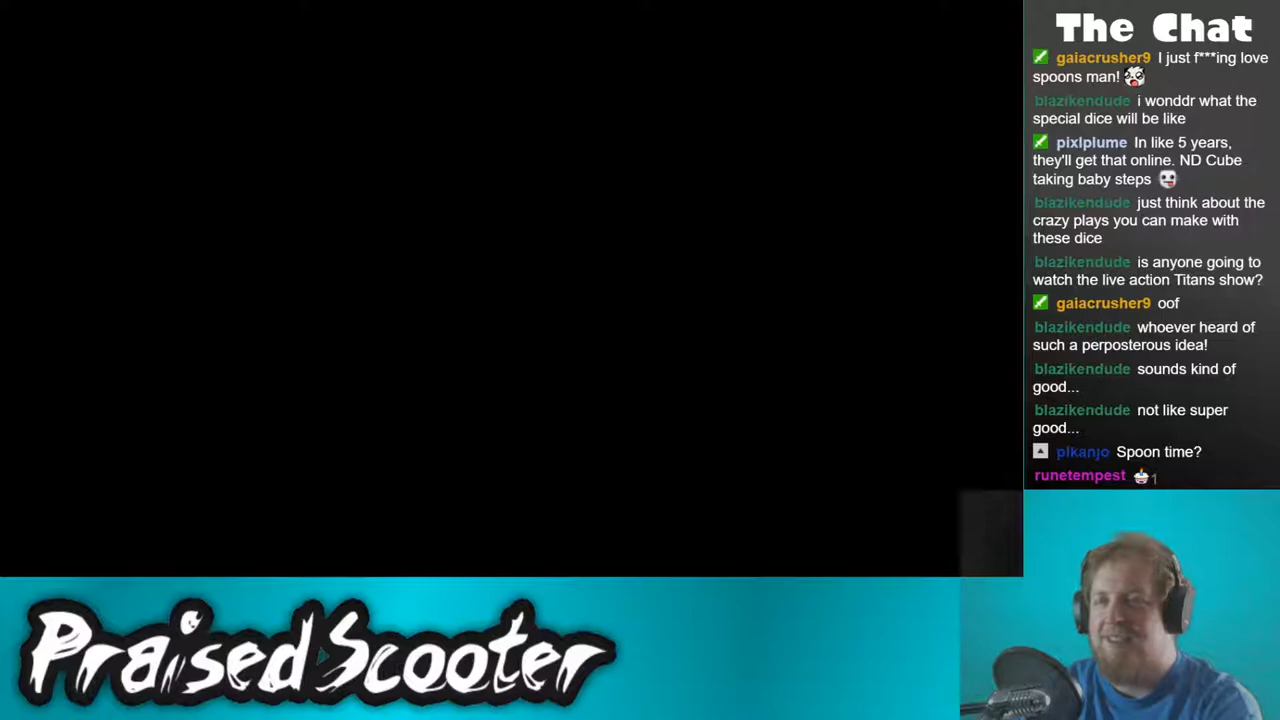 The Chat
gaiacrusher9 I just f***ing love
spoons man!
blazikendude i wonddr what the
special dice will be like
pixlplume In like 5 years,
they'll get that online. ND Cube
taking baby steps
blazikendude just think about the
crazy plays you can make with
these dice
blazikendude is anyone going to
watch the live action Titans show?
gaiacrusher9 oof
blazikendude whoever heard of
such a perposterous idea!
blazikendude sounds kind of
good...
blazikendude not like super
good...
pikanjo Spoon time?
runetempest 1
PraisedScooter